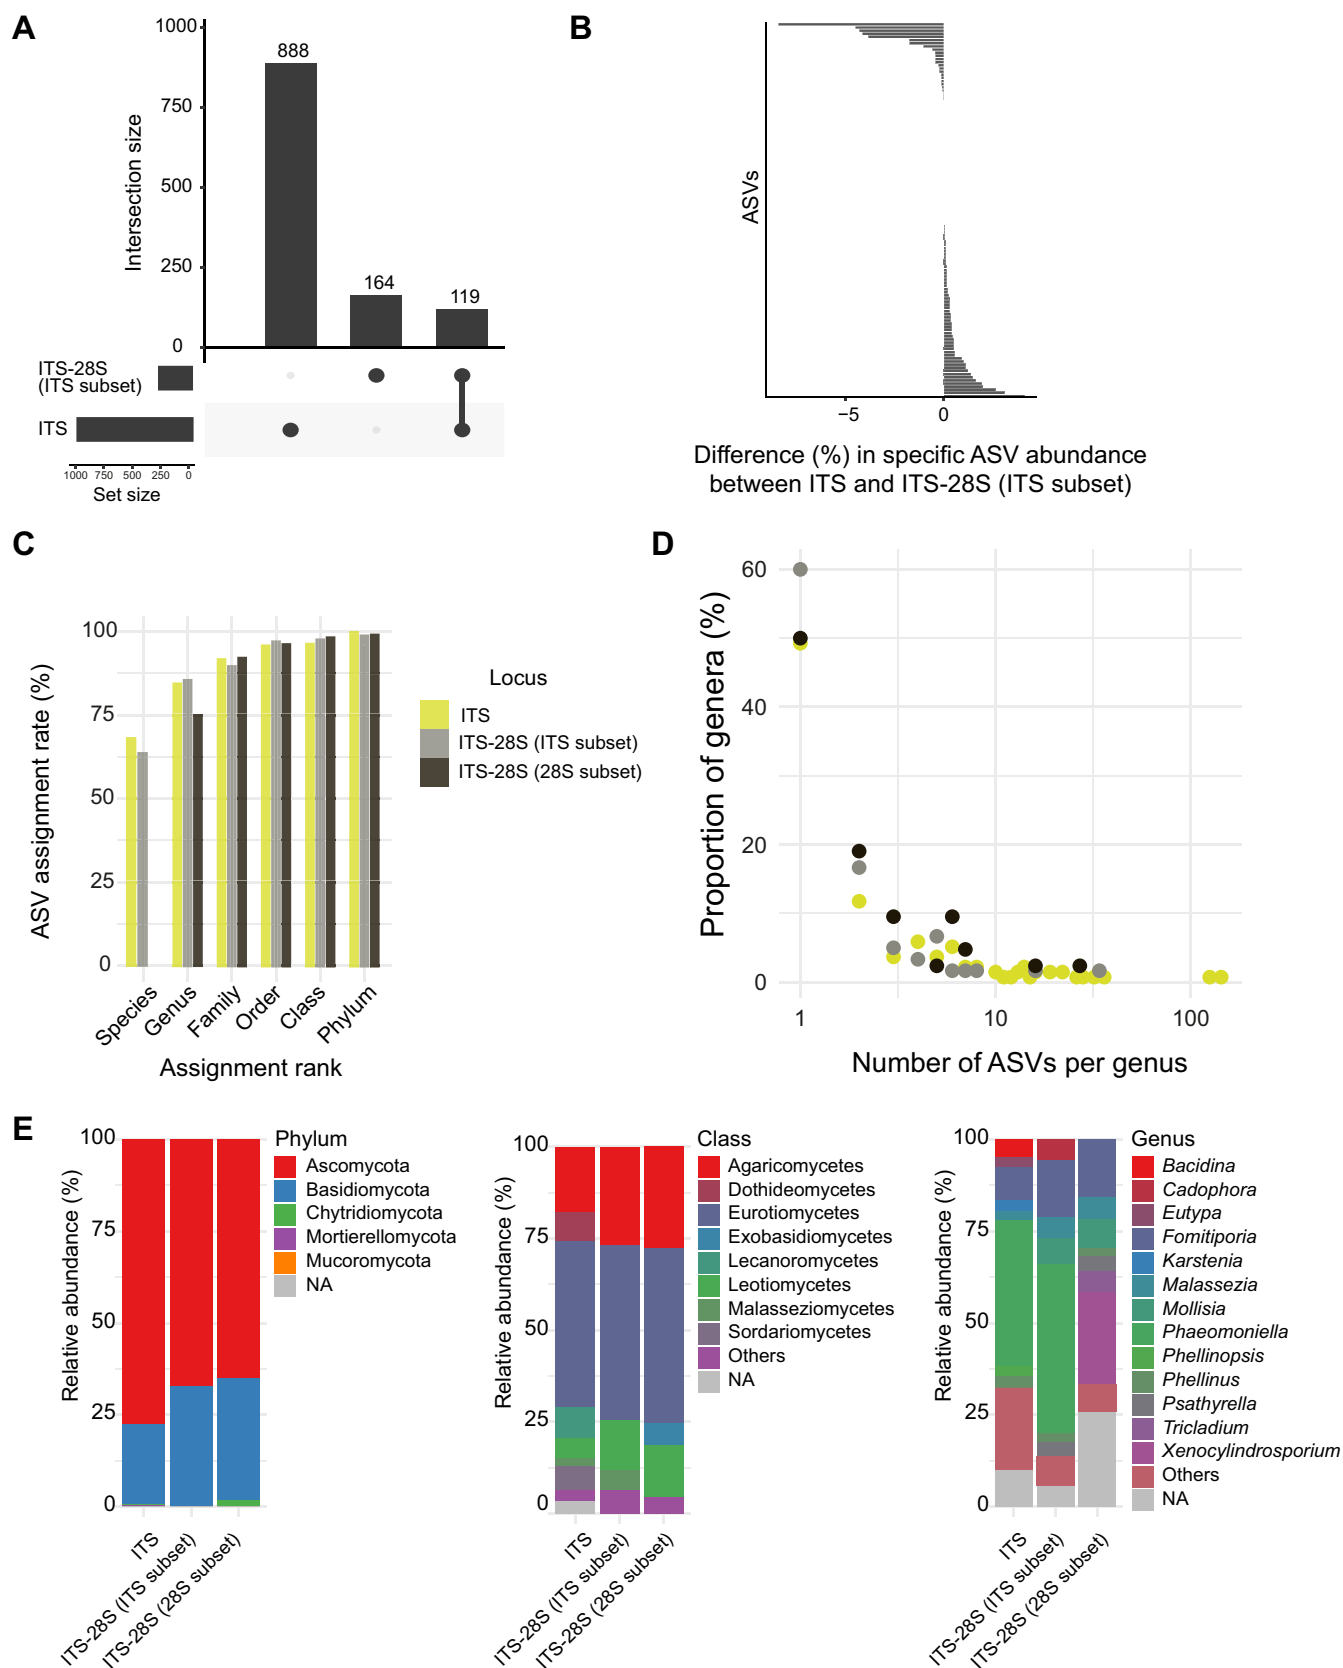 A
1000
750
500
250
0
Intersection size
888
164
119
ITS-28S
(ITS subset)
ITS
1000 750 500 250 0
Set size
B
ASVs
−5 0
Difference (%) in specific ASV abundance
between ITS and ITS-28S (ITS subset)
C
100
75
50
25
0
ASV assignment rate (%)
Species Genus Family Order Class Phylum
Assignment rank
Locus
ITS
ITS-28S (ITS subset)
ITS-28S (28S subset)
D
60
40
20
0
Proportion of genera (%)
1 10 100
Number of ASVs per genus
E
100
75
50
25
0
Relative abundance (%)
ITS
ITS-28S (ITS subset)
ITS-28S (28S subset)
Phylum
Ascomycota
Basidiomycota
Chytridiomycota
Mortierellomycota
Mucoromycota
NA
100
75
50
25
0
Relative abundance (%)
ITS
ITS-28S (ITS subset)
ITS-28S (28S subset)
Class
Agaricomycetes
Dothideomycetes
Eurotiomycetes
Exobasidiomycetes
Lecanoromycetes
Leotiomycetes
Malasseziomycetes
Sordariomycetes
Others
NA
100
75
50
25
0
Relative abundance (%)
ITS
ITS-28S (ITS subset)
ITS-28S (28S subset)
Genus
Bacidina
Cadophora
Eutypa
Fomitiporia
Karstenia
Malassezia
Mollisia
Phaeomoniella
Phellinopsis
Phellinus
Psathyrella
Tricladium
Xenocylindrosporium
Others
NA